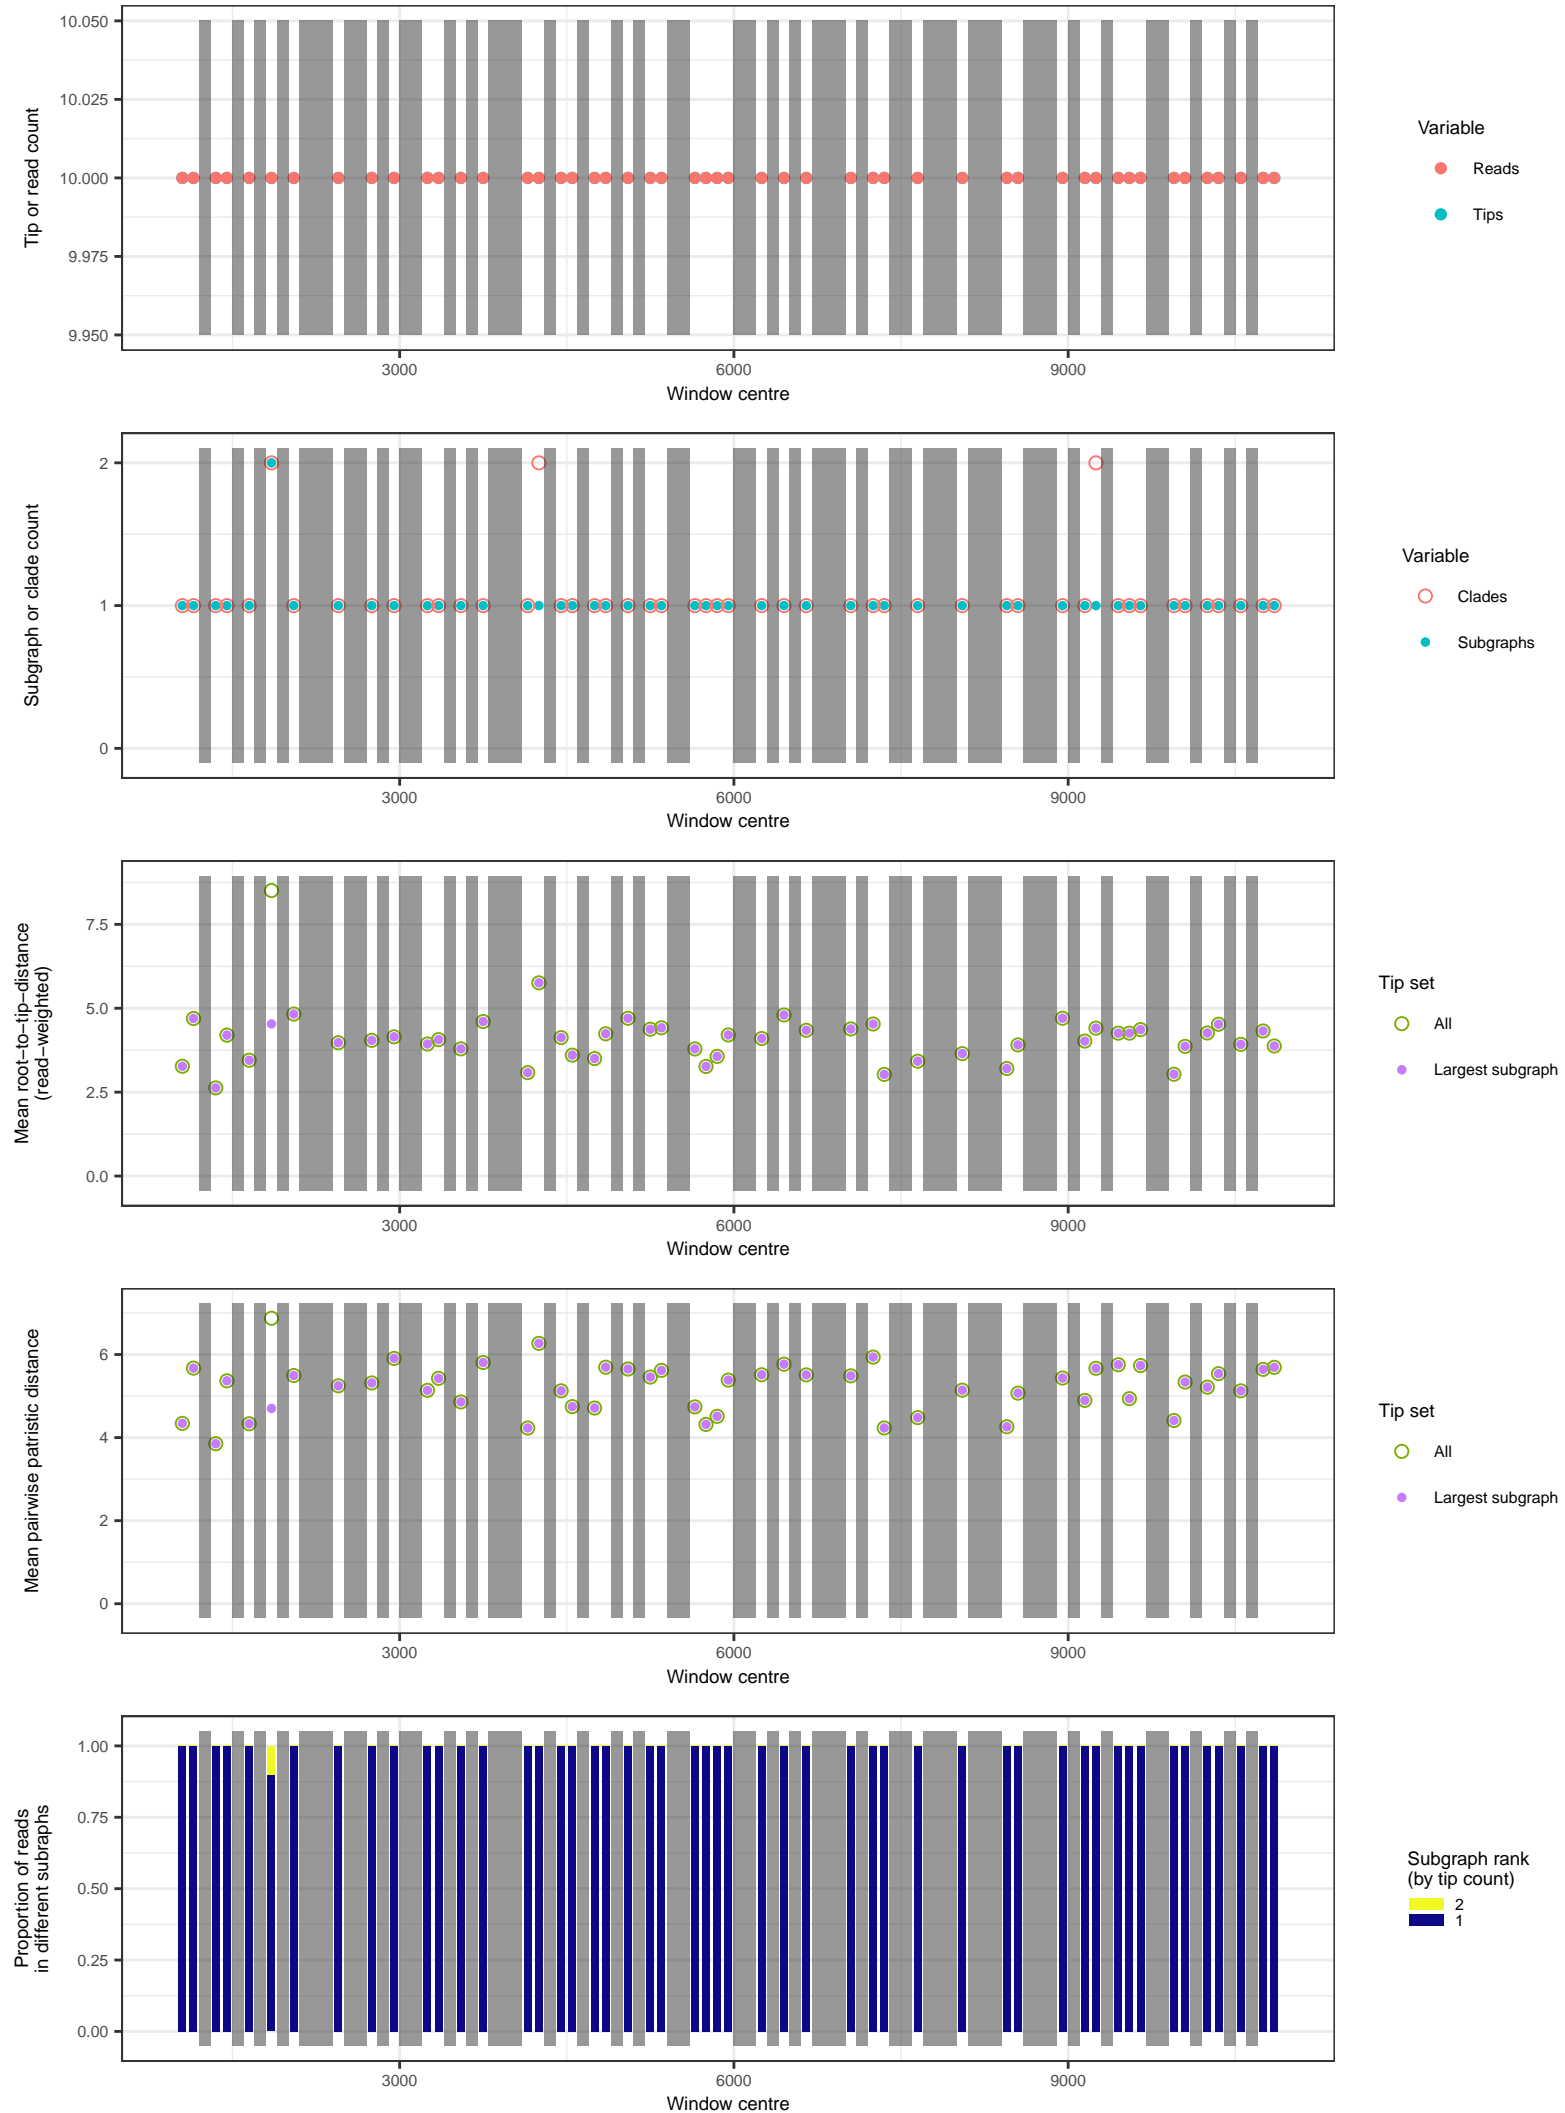 10.050
10.025
10.000
9.975
9.950
Tip or read count
3000
6000
9000
Window centre
Variable
Reads
Tips
2
1
0
Subgraph or clade count
3000
6000
9000
Window centre
Variable
Clades
Subgraphs
7.5
5.0
2.5
0.0
Mean root−to−tip−distance
(read−weighted)
3000
6000
9000
Window centre
Tip set
All
Largest subgraph
6
4
2
0
Mean pairwise patristic distance
3000
6000
9000
Window centre
Tip set
All
Largest subgraph
1.00
0.75
0.50
0.25
0.00
Proportion of reads
in different subraphs
3000
6000
9000
Window centre
Subgraph rank
(by tip count)
2
1